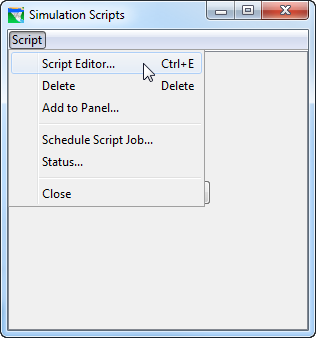 Simulation Scripts
Script
Script Editor... Ctrl+E
Delete Delete
Add to Panel...
Schedule Script Job...
Status...
Close